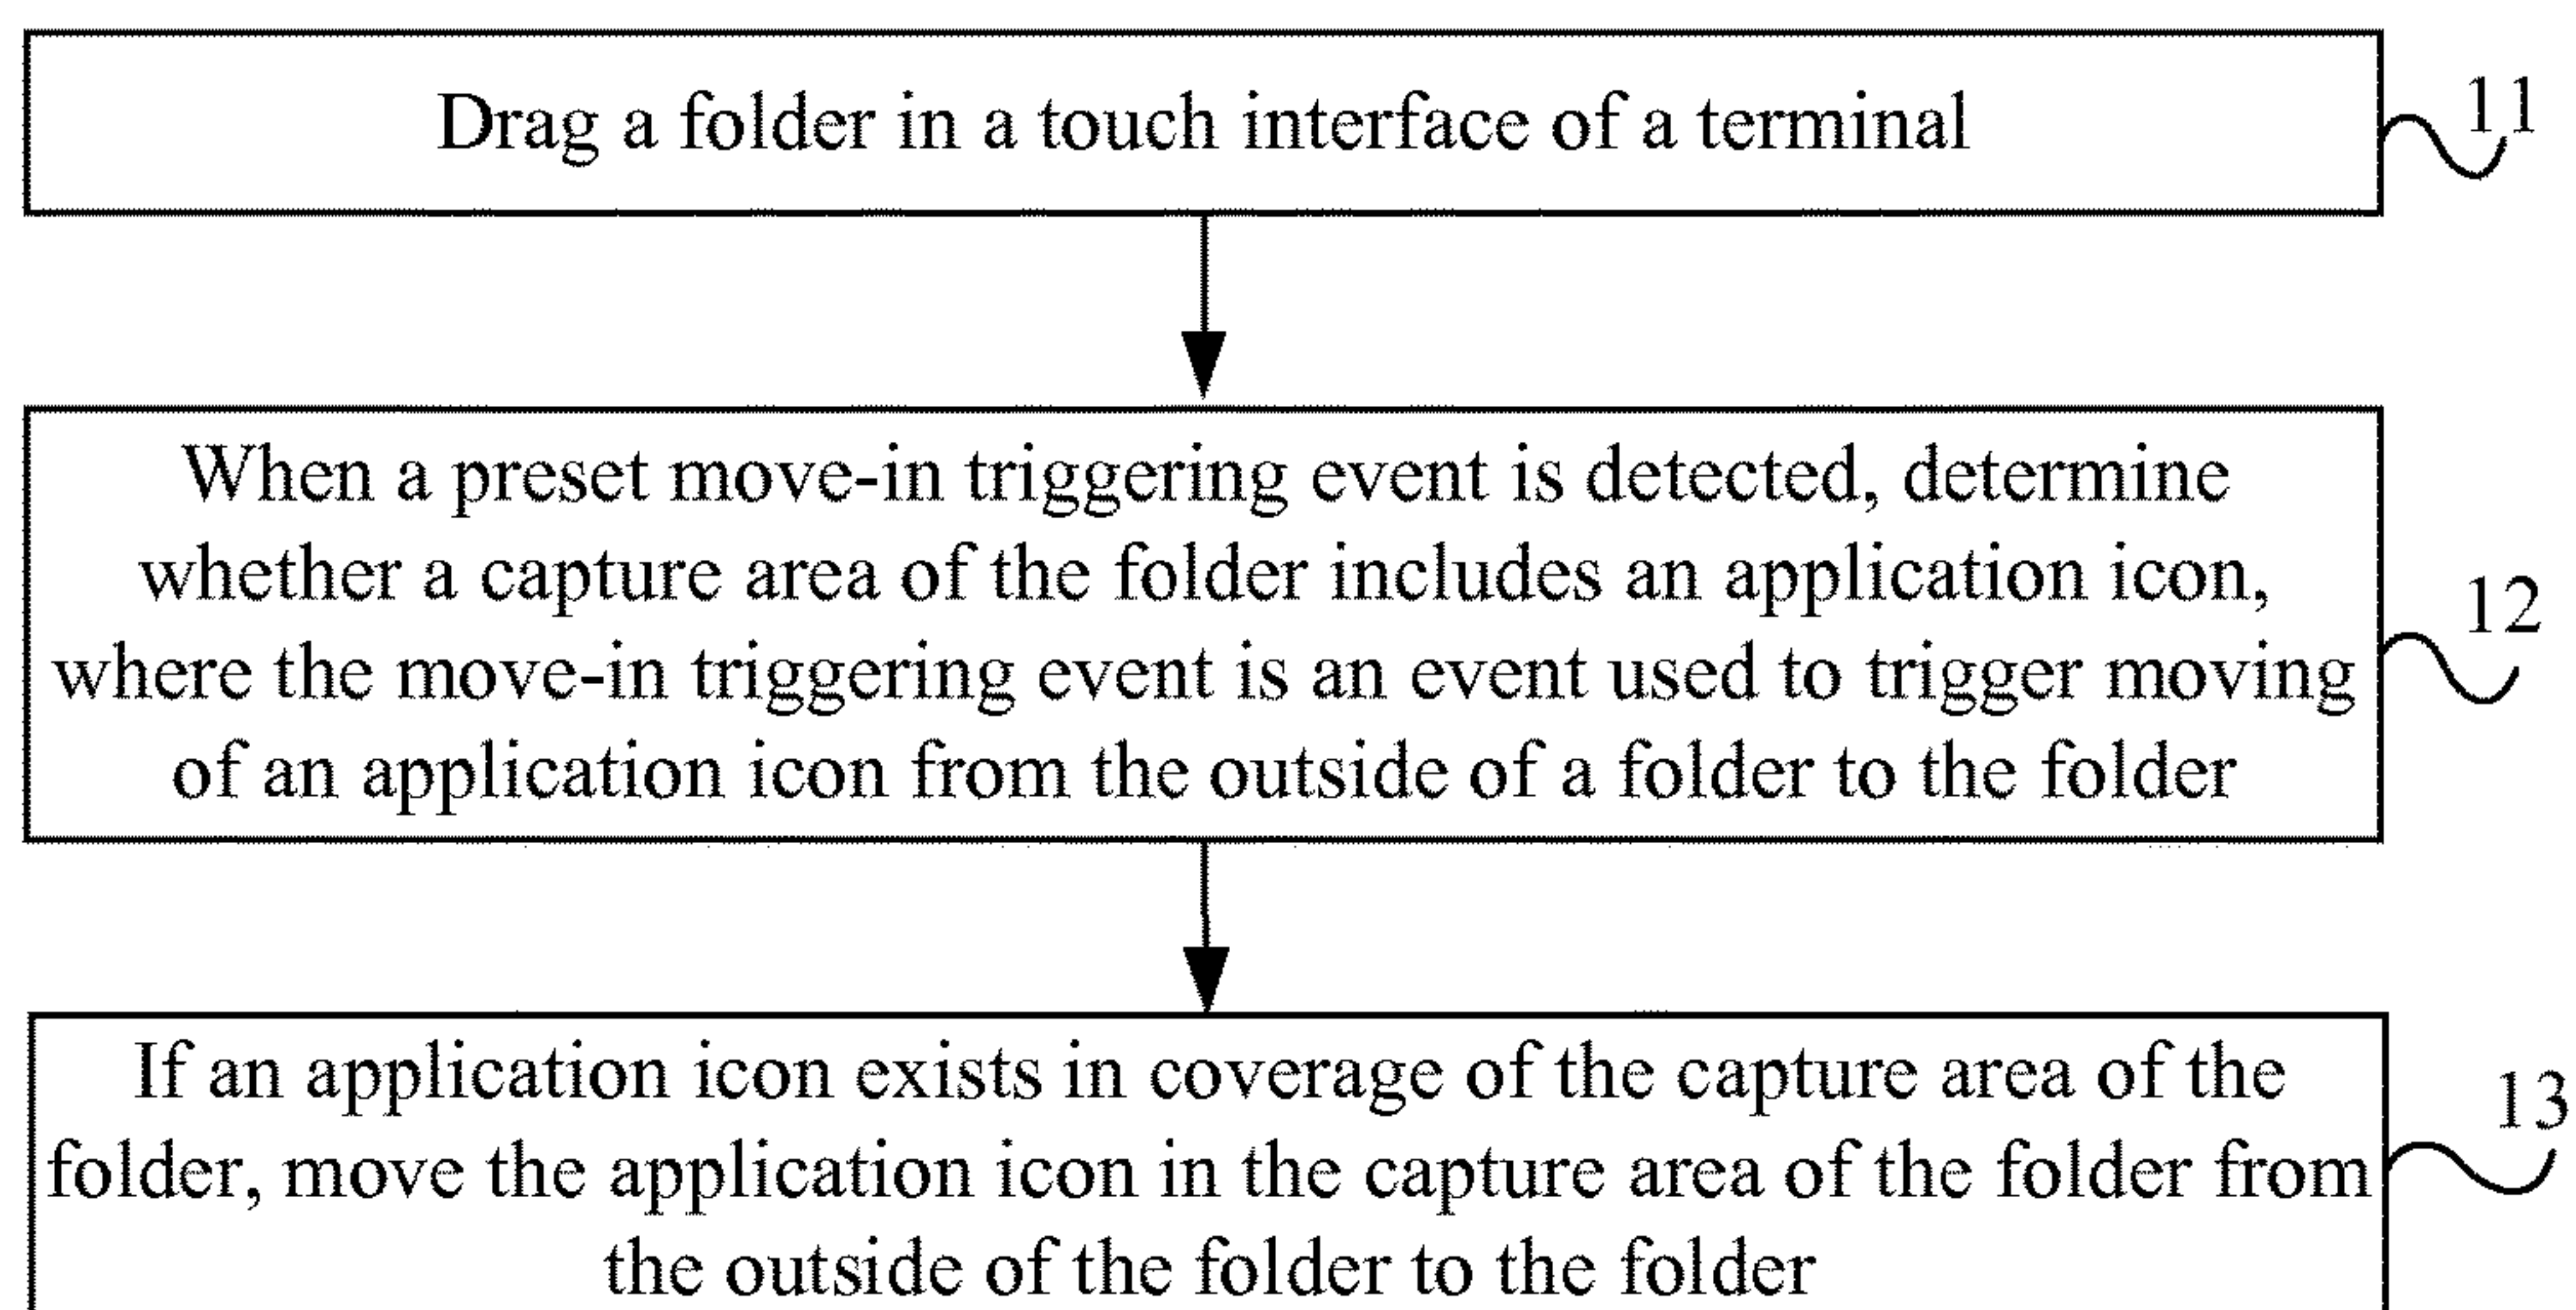 Drag a folder in a touch interface of a terminal
11
When a preset move-in triggering event is detected, determine
whether a capture area of the folder includes an application icon,
where the move-in triggering event is an event used to trigger moving
of an application icon from the outside of a folder to the folder
12
If an application icon exists in coverage of the capture area of the
folder, move the application icon in the capture area of the folder from
the outside of the folder to the folder
13